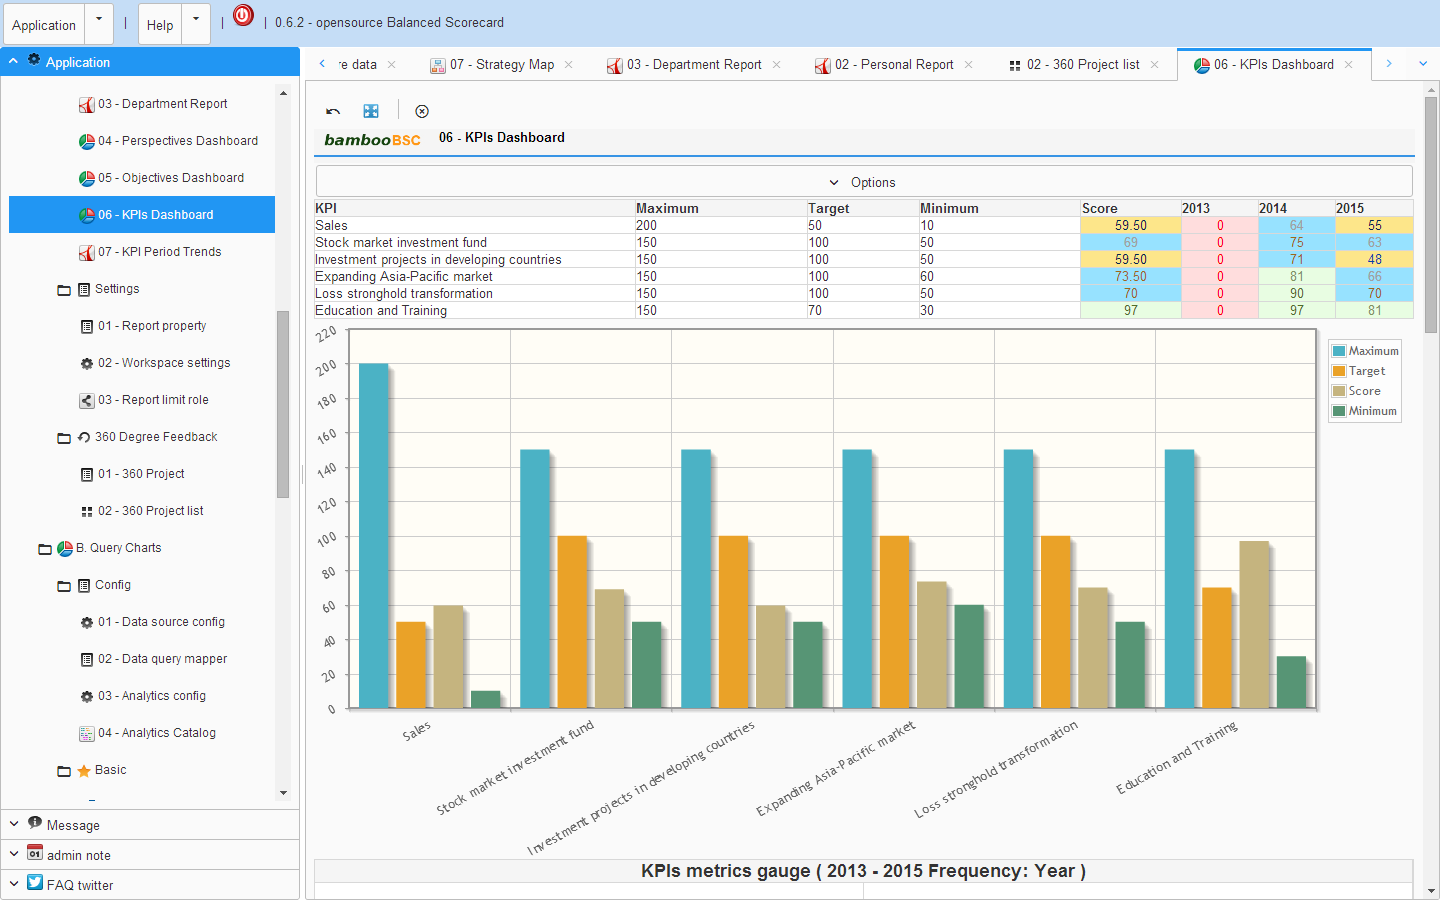 Application
Help
0.6.2 - opensource Balanced Scorecard
Application
03 - Department Report
04 - Perspectives Dashboard
05 - Objectives Dashboard
06 - KPIs Dashboard
07 - KPI Period Trends
Settings
01 - Report property
02 - Workspace settings
03 - Report limit role
360 Degree Feedback
01 - 360 Project
02 - 360 Project list
B. Query Charts
Config
01 - Data source config
02 - Data query mapper
03 - Analytics config
04 - Analytics Catalog
Basic
Message
01 admin note
FAQ twitter
re data 07 - Strategy Map 03 - Department Report 02 - Personal Report 02 - 360 Project list 06 - KPIs Dashboard
bambooBSC 06 - KPIs Dashboard
Options
KPI Maximum Target Minimum Score 2013 2014 2015
Sales 200 50 10 59.50 0 64 55
Stock market investment fund 150 100 50 69 0 75 63
Investment projects in developing countries 150 100 50 59.50 0 71 48
Expanding Asia-Pacific market 150 100 60 73.50 0 81 66
Loss stronghold transformation 150 100 50 70 0 90 70
Education and Training 150 70 30 97 0 97 81
220
200
180
160
140
120
100
80
60
40
20
0
Sales
Stock market investment fund
Investment projects in developing countries
Expanding Asia-Pacific market
Loss stronghold transformation
Education and Training
Maximum
Target
Score
Minimum
KPIs metrics gauge ( 2013 - 2015 Frequency: Year )